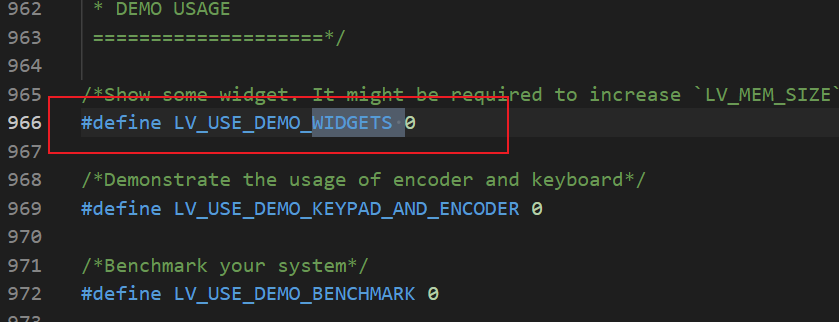 962 * DEMO USAGE
963 ====================*/
964
965 /*Show some widget. It might be required to increase `LV_MEM_SIZE`
966 #define LV_USE_DEMO_WIDGETS 0
967
968 /*Demonstrate the usage of encoder and keyboard*/
969 #define LV_USE_DEMO_KEYPAD_AND_ENCODER 0
970
971 /*Benchmark your system*/
972 #define LV_USE_DEMO_BENCHMARK 0
973